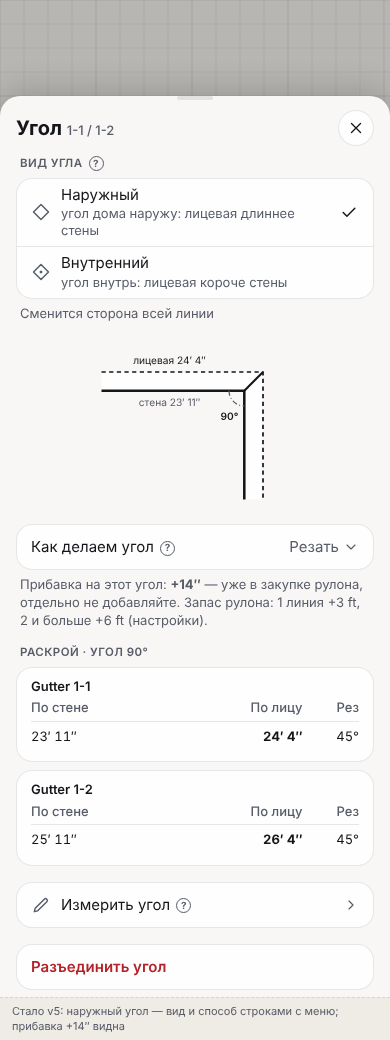 Угол 1-1 / 1-2
ВИД УГЛА ?
Наружный
угол дома наружу: лицевая длиннее
стены
Внутренний
угол внутрь: лицевая короче стены
Сменится сторона всей линии
лицевая 24′ 4″
стена 23′ 11″
90°
Как делаем угол ? Резать
Прибавка на этот угол: +14″ — уже в закупке рулона,
отдельно не добавляйте. Запас рулона: 1 линия +3 ft,
2 и больше +6 ft (настройки).
РАСКРОЙ · УГОЛ 90°
Gutter 1-1
По стене По лицу Рез
23′ 11″ 24′ 4″ 45°
Gutter 1-2
По стене По лицу Рез
25′ 11″ 26′ 4″ 45°
Измерить угол ?
Разъединить угол
Стало v5: наружный угол — вид и способ строками с меню;
прибавка +14″ видна